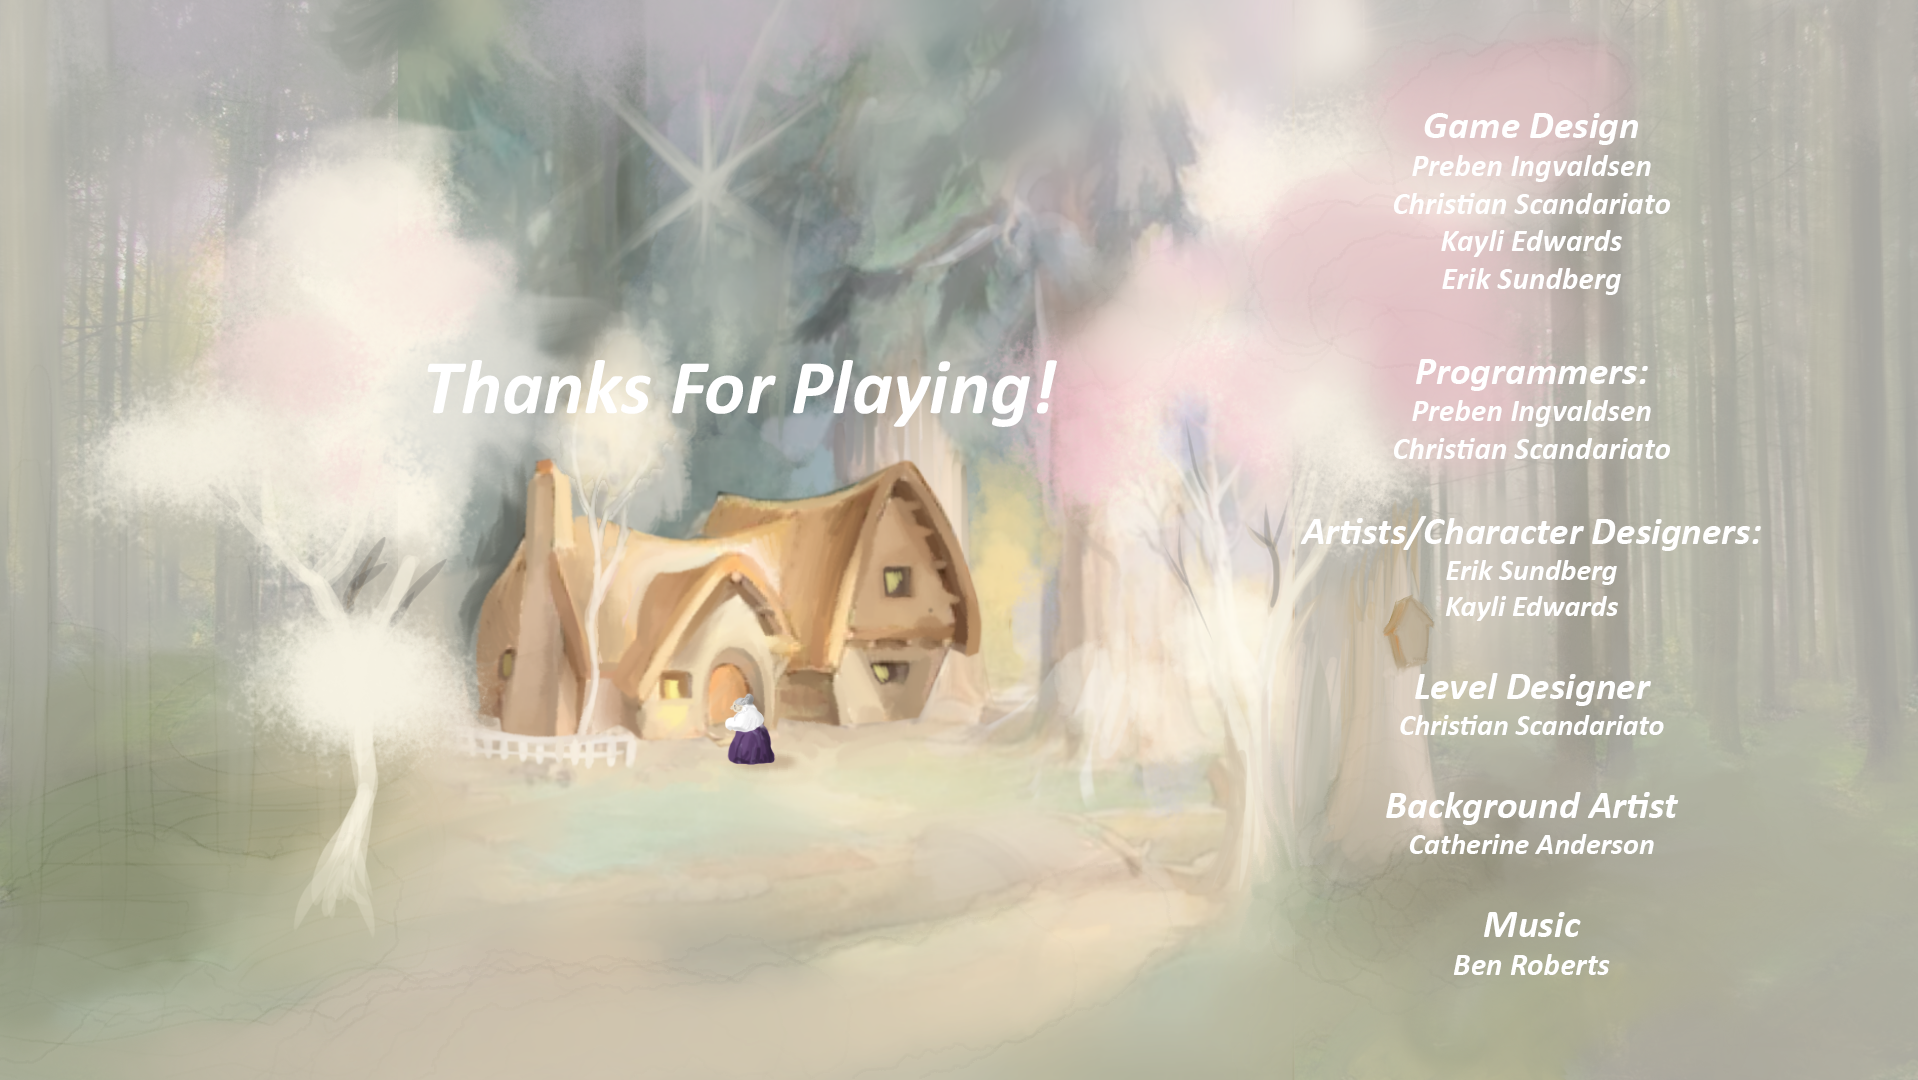 Thanks For Playing!
Game Design
Preben Ingvaldsen
Christian Scandariato
Kayli Edwards
Erik Sundberg
Programmers:
Preben Ingvaldsen
Christian Scandariato
Artists/Character Designers:
Erik Sundberg
Kayli Edwards
Level Designer
Christian Scandariato
Background Artist
Catherine Anderson
Music
Ben Roberts